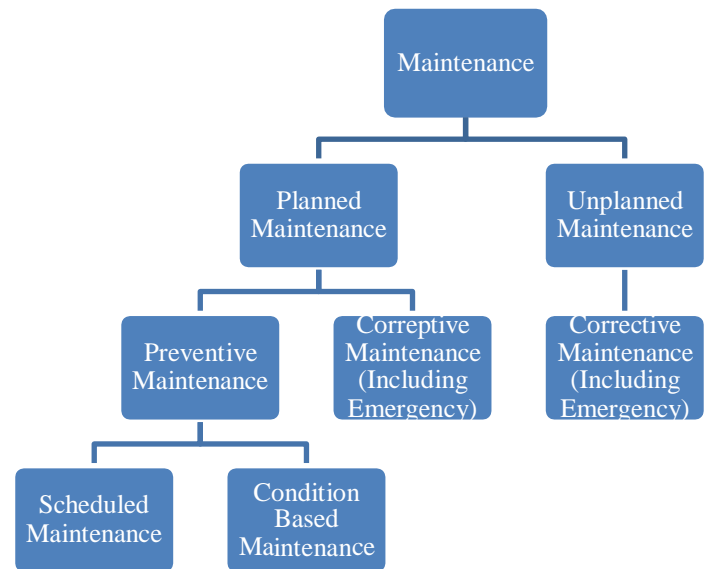 Maintenance
Planned
Maintenance
Unplanned
Maintenance
Preventive
Maintenance
Correptive
Maintenance
(Including
Emergency)
Corrective
Maintenance
(Including
Emergency)
Scheduled
Maintenance
Condition
Based
Maintenance